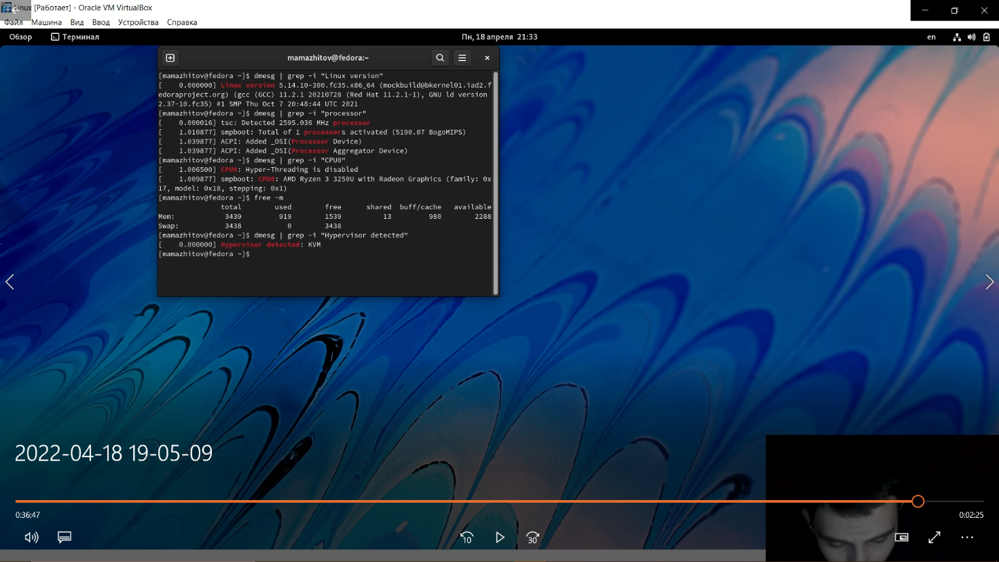 Linux [Работает] - Oracle VM VirtualBox
Файл Машина Вид Ввод Устройства Справка
Обзор Терминал Пн, 18 апреля 21:33 en
mamazhitov@fedora:~
[mamazhitov@fedora ~]$ dmesg | grep -i "Linux version"
[    0.000000] Linux version 5.14.10-300.fc35.x86_64 (mockbuild@bkernel01.iad2.f
edoraproject.org) (gcc (GCC) 11.2.1 20210728 (Red Hat 11.2.1-1), GNU ld version
2.37-10.fc35) #1 SMP Thu Oct 7 20:48:44 UTC 2021
[mamazhitov@fedora ~]$ dmesg | grep -i "processor"
[    0.000016] tsc: Detected 2595.036 MHz processor
[    1.010877] smpboot: Total of 1 processors activated (5190.07 BogoMIPS)
[    1.039877] ACPI: Added _OSI(Processor Device)
[    1.039877] ACPI: Added _OSI(Processor Aggregator Device)
[mamazhitov@fedora ~]$ dmesg | grep -i "CPU0"
[    1.006500] CPU0: Hyper-Threading is disabled
[    1.009877] smpboot: CPU0: AMD Ryzen 3 3250U with Radeon Graphics (family: 0x
17, model: 0x18, stepping: 0x1)
[mamazhitov@fedora ~]$ free -m
total used free shared buff/cache available
Mem: 3439 919 1539 13 980 2288
Swap: 3438 0 3438
[mamazhitov@fedora ~]$ dmesg | grep -i "Hypervisor detected"
[    0.000000] Hypervisor detected: KVM
[mamazhitov@fedora ~]$
2022-04-18 19-05-09
0:36:47 0:02:25
10 30